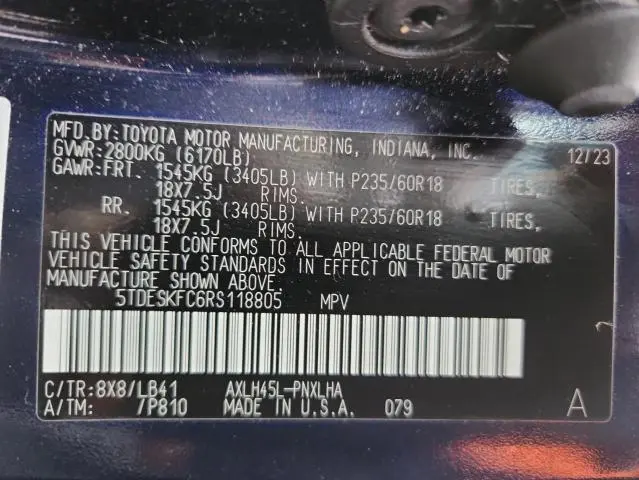 MFD.BY:TOYOTA MOTOR MANUFACTURING, INDIANA, INC. 12/23
GVWR:2800KG (6170LB)
GAWR:FRT. 1545KG (3405LB) WITH P235/60R18 TIRES,
18X7.5J RIMS.
RR. 1545KG (3405LB) WITH P235/60R18 TIRES,
18X7.5J RIMS.
THIS VEHICLE CONFORMS TO ALL APPLICABLE FEDERAL MOTOR
VEHICLE SAFETY STANDARDS IN EFFECT ON THE DATE OF
MANUFACTURE SHOWN ABOVE.
5TDESKFC6RS118805 MPV
C/TR:8X8/LB41 AXLH45L-PNXLHA
A/TM: /P810 MADE IN U.S.A. 079 A